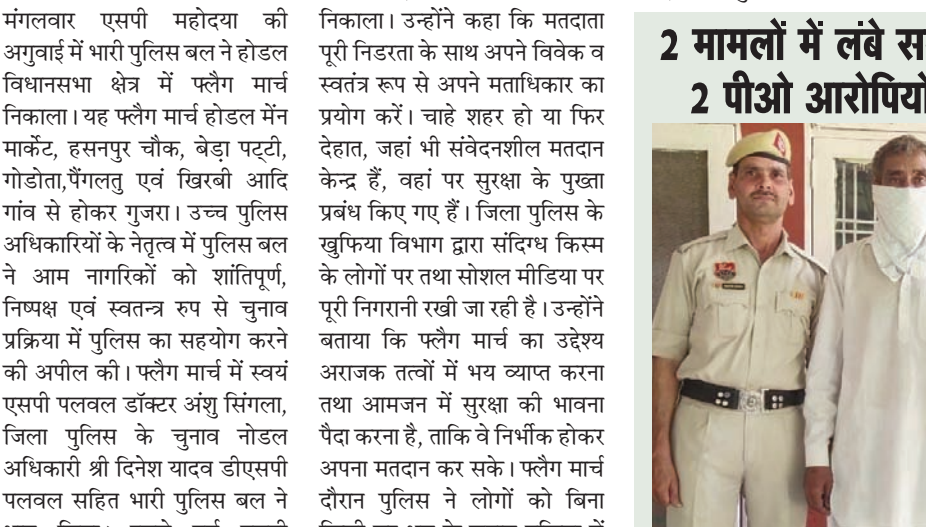 मंगलवार एसपी महोदया की
अगुवाई में भारी पुलिस बल ने होडल
विधानसभा क्षेत्र में फ्लैग मार्च
निकाला। यह फ्लैग मार्च होडल मेंन
मार्केट, हसनपुर चौक, बेड़ा पट्टी,
गोडोता,पैंगलतु एवं खिरबी आदि
गांव से होकर गुजरा। उच्च पुलिस
अधिकारियों के नेतृत्व में पुलिस बल
ने आम नागरिकों को शांतिपूर्ण,
निष्पक्ष एवं स्वतन्त्र रुप से चुनाव
प्रक्रिया में पुलिस का सहयोग करने
की अपील की। फ्लैग मार्च में स्वयं
एसपी पलवल डॉक्टर अंशु सिंगला,
जिला पुलिस के चुनाव नोडल
अधिकारी श्री दिनेश यादव डीएसपी
पलवल सहित भारी पुलिस बल ने
निकाला। उन्होंने कहा कि मतदाता
पूरी निडरता के साथ अपने विवेक व
स्वतंत्र रूप से अपने मताधिकार का
प्रयोग करें। चाहे शहर हो या फिर
देहात, जहां भी संवेदनशील मतदान
केन्द्र हैं, वहां पर सुरक्षा के पुख्ता
प्रबंध किए गए हैं। जिला पुलिस के
खुफिया विभाग द्वारा संदिग्ध किस्म
के लोगों पर तथा सोशल मीडिया पर
पूरी निगरानी रखी जा रही है। उन्होंने
बताया कि फ्लैग मार्च का उद्देश्य
अराजक तत्वों में भय व्याप्त करना
तथा आमजन में सुरक्षा की भावना
पैदा करना है, ताकि वे निर्भीक होकर
अपना मतदान कर सके। फ्लैग मार्च
दौरान पुलिस ने लोगों को बिना
2 मामलों में लंबे स
2 पीओ आरोपियो